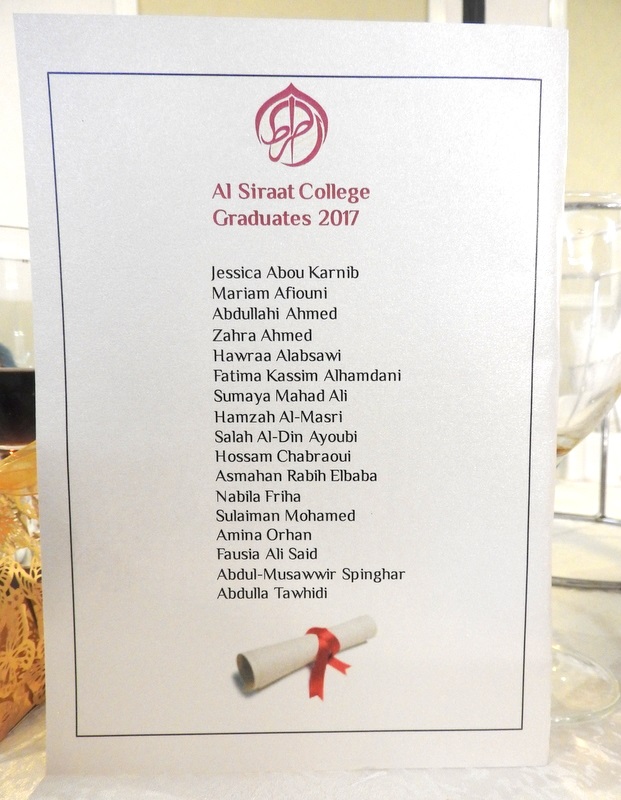 Al Siraat College
Graduates 2017
Jessica Abou Karnib
Mariam Afiouni
Abdullahi Ahmed
Zahra Ahmed
Hawraa Alabsawi
Fatima Kassim Alhamdani
Sumaya Mahad Ali
Hamzah Al-Masri
Salah Al-Din Ayoubi
Hossam Chabraoui
Asmahan Rabih Elbaba
Nabila Friha
Sulaiman Mohamed
Amina Orhan
Fausia Ali Said
Abdul-Musawwir Spinghar
Abdulla Tawhidi